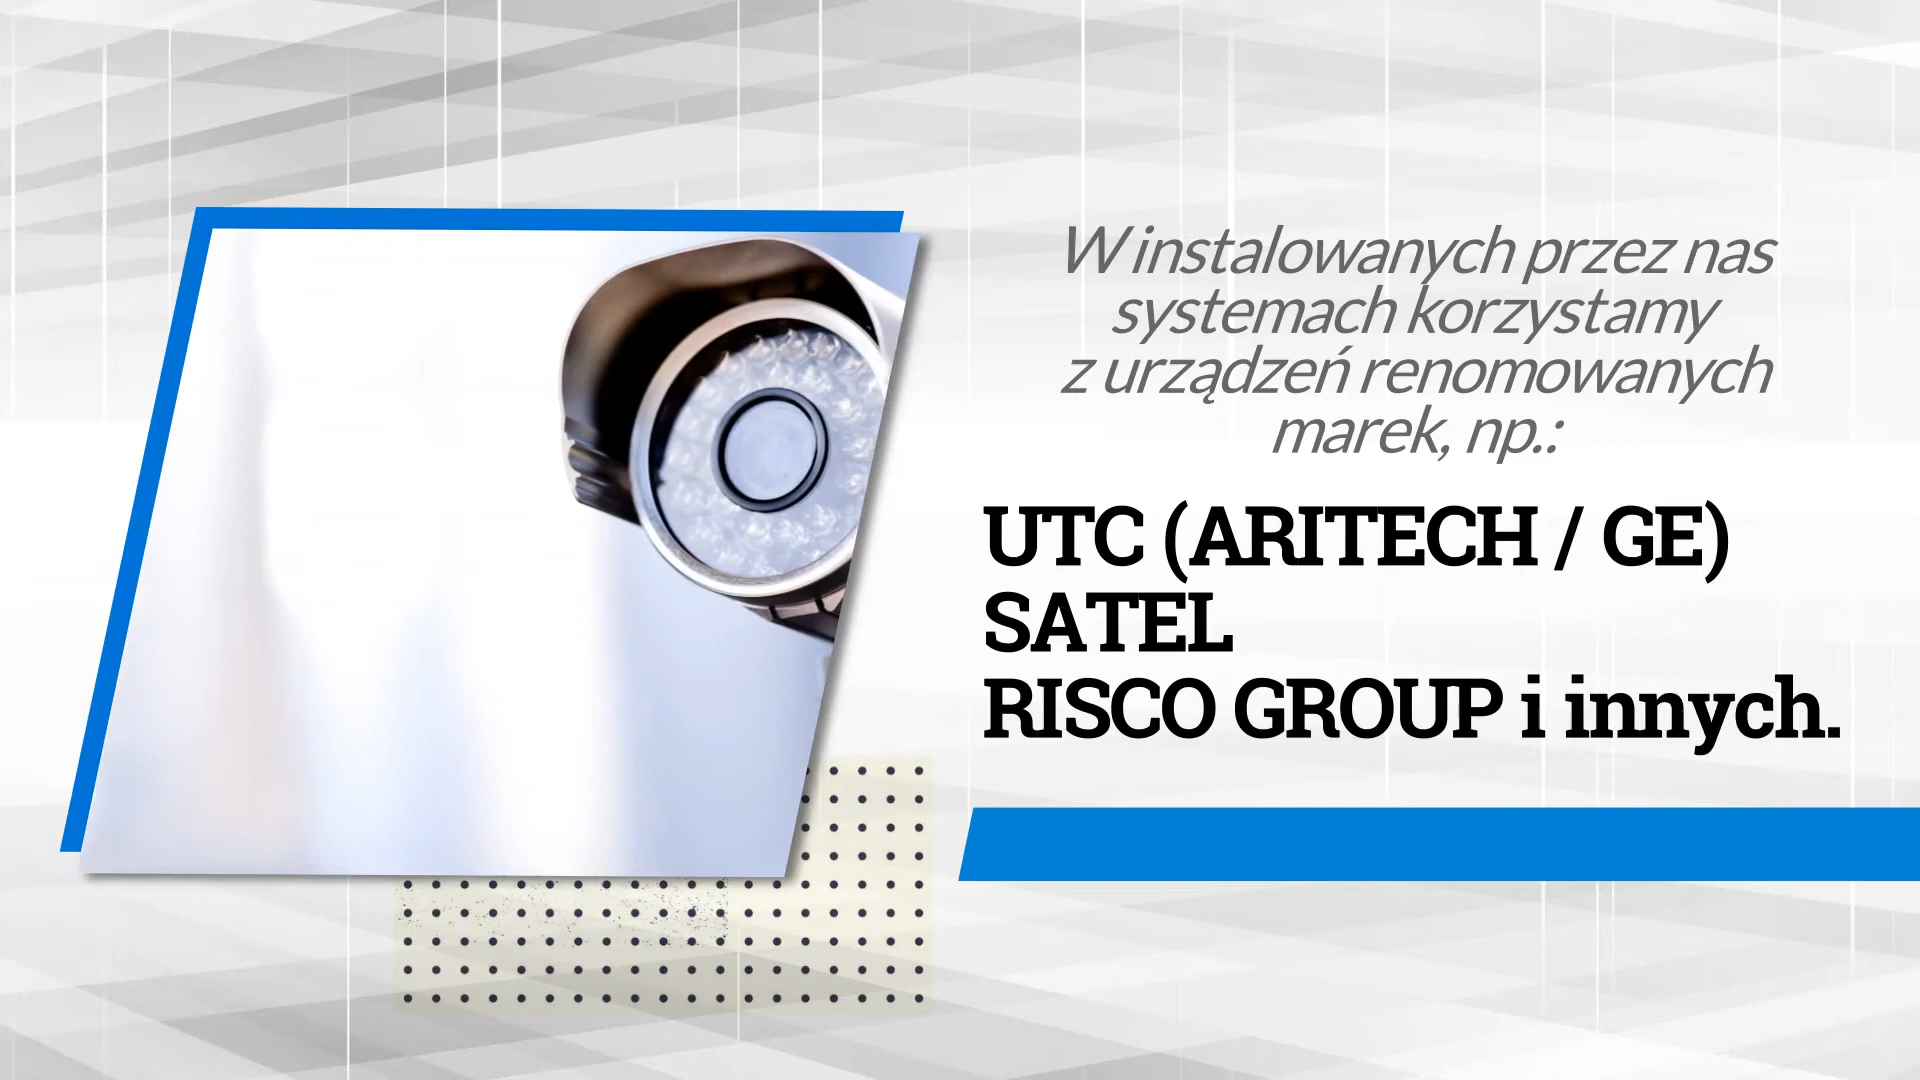 W instalowanych przez nas
systemach korzystamy
z urządzeń renomowanych
marek, np.:
UTC (ARITECH / GE)
SATEL
RISCO GROUP i innych.